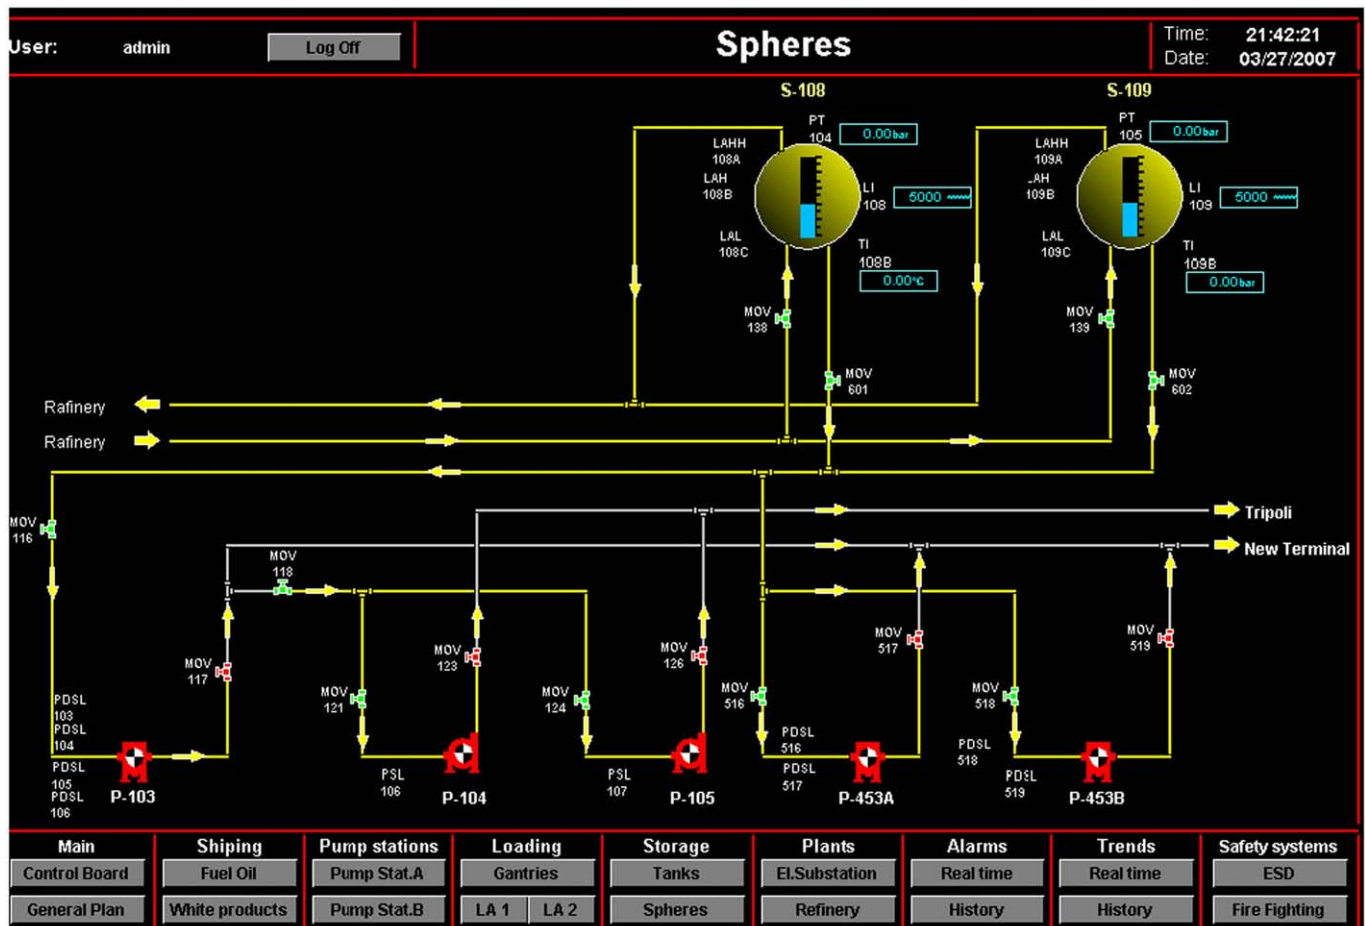 User: admin Log Off Spheres Time: 21:42:21
Date: 03/27/2007
S-108 S-109
PT 104 0.00bar PT 105 0.00bar
LAHH 108A LAHH 109A
LAH 108B LI 108 5000 AH 109B LI 109 5000
LAL 108C TI 108B 0.00°C LAL 109C TI 109B 0.00bar
MOV 138 MOV 139
MOV 601 MOV 602
Rafinery
Rafinery
MOV 116 Tripoli
New Terminal
MOV 118
MOV 117 MOV 123 MOV 126 MOV 517 MOV 519
MOV 121 MOV 124 MOV 516 MOV 518
PDSL 103
PDSL 104 PDSL 516 PDSL 518
PDSL 105 PSL 106 PSL 107 PDSL 517 PDSL 519
PDSL 106
P-103 P-104 P-105 P-453A P-453B
Main Shiping Pump stations Loading Storage Plants Alarms Trends Safety systems
Control Board Fuel Oil Pump Stat.A Gantries Tanks El.Substation Real time Real time ESD
General Plan White products Pump Stat.B LA 1 LA 2 Spheres Refinery History History Fire Fighting